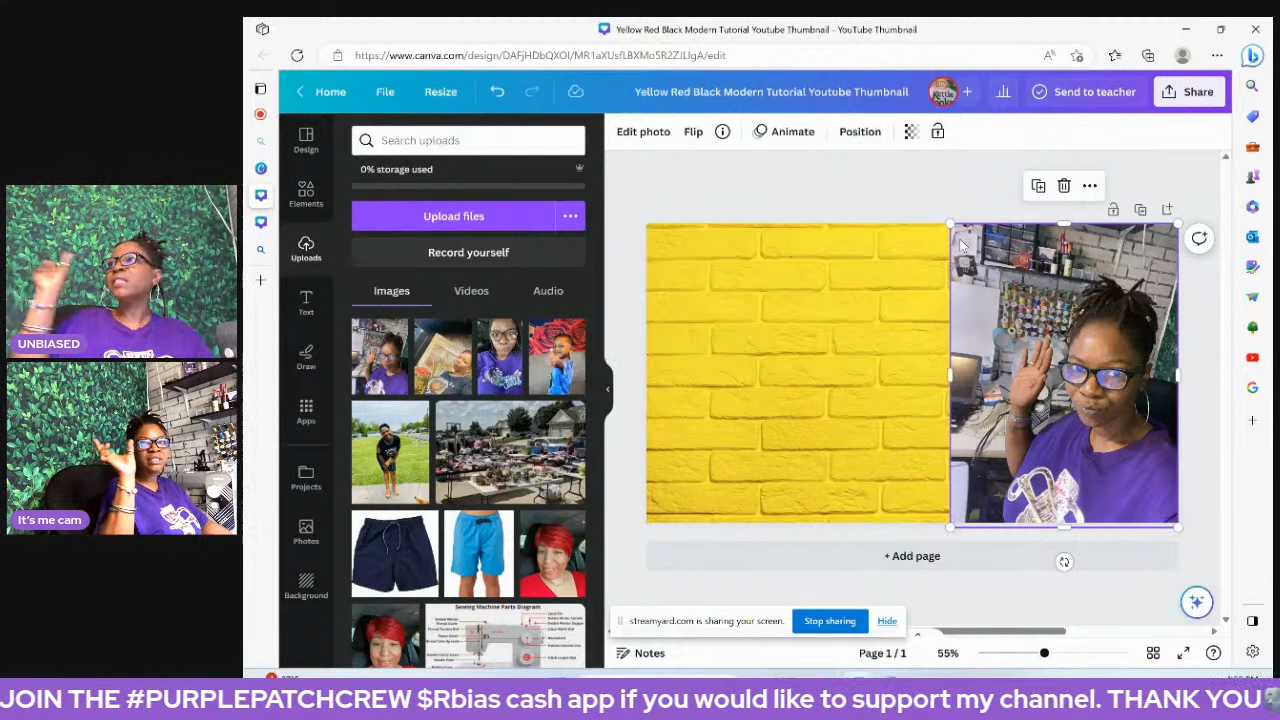 Yellow Red Black Modern Tutorial Youtube Thumbnail - YouTube Thumbnail
https://www.canva.com/design/DAFjHDbQXOI/MR1aXUsfLBXMo5R2ZJLlgA/edit
Home
File
Resize
Yellow Red Black Modern Tutorial Youtube Thumbnail
Send to teacher
Share
Design
Elements
Uploads
Text
Draw
Apps
Projects
Photos
Background
Search uploads
0% storage used
Upload files
Record yourself
Images
Videos
Audio
Sewing Machine Parts Diagram
Edit photo
Flip
Animate
Position
+ Add page
streamyard.com is sharing your screen.
Stop sharing
Hide
Notes
Page 1 / 1
55%
UNBIASED
It's me cam
JOIN THE #PURPLEPATCHCREW $Rbias cash app if you would like to support my channel. THANK YOU